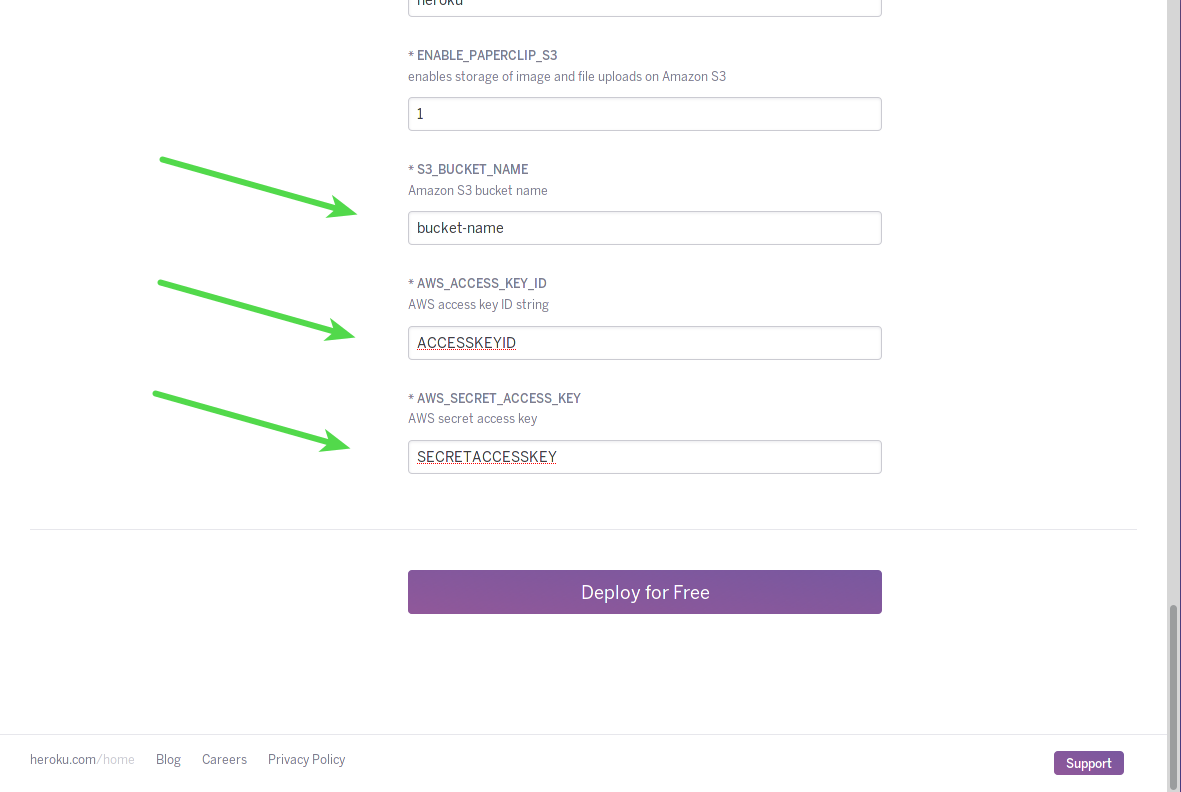 heroku
* ENABLE_PAPERCLIP_S3
enables storage of image and file uploads on Amazon S3
1
* S3_BUCKET_NAME
Amazon S3 bucket name
bucket-name
* AWS_ACCESS_KEY_ID
AWS access key ID string
ACCESSKEYID
* AWS_SECRET_ACCESS_KEY
AWS secret access key
SECRETACCESSKEY
Deploy for Free
heroku.com/home Blog Careers Privacy Policy Support